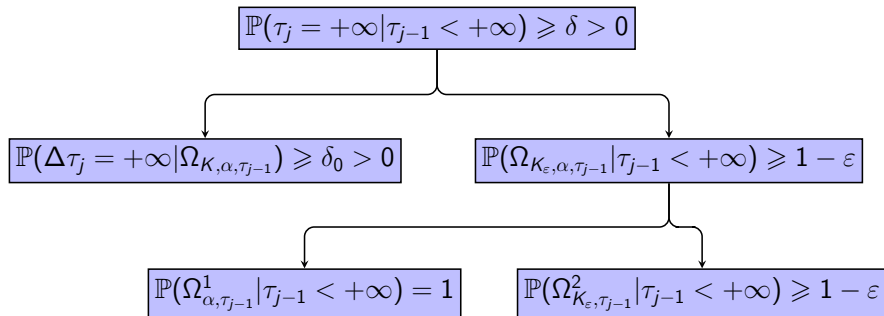 ℙ(τ_j = +∞|τ_{j−1} < +∞) ⩾ δ > 0
ℙ(Δτ_j = +∞|Ω_{K,α,τ_{j−1}}) ⩾ δ_0 > 0
ℙ(Ω_{K_ε,α,τ_{j−1}}|τ_{j−1} < +∞) ⩾ 1 − ε
ℙ(Ω^1_{α,τ_{j−1}}|τ_{j−1} < +∞) = 1
ℙ(Ω^2_{K_ε,τ_{j−1}}|τ_{j−1} < +∞) ⩾ 1 − ε